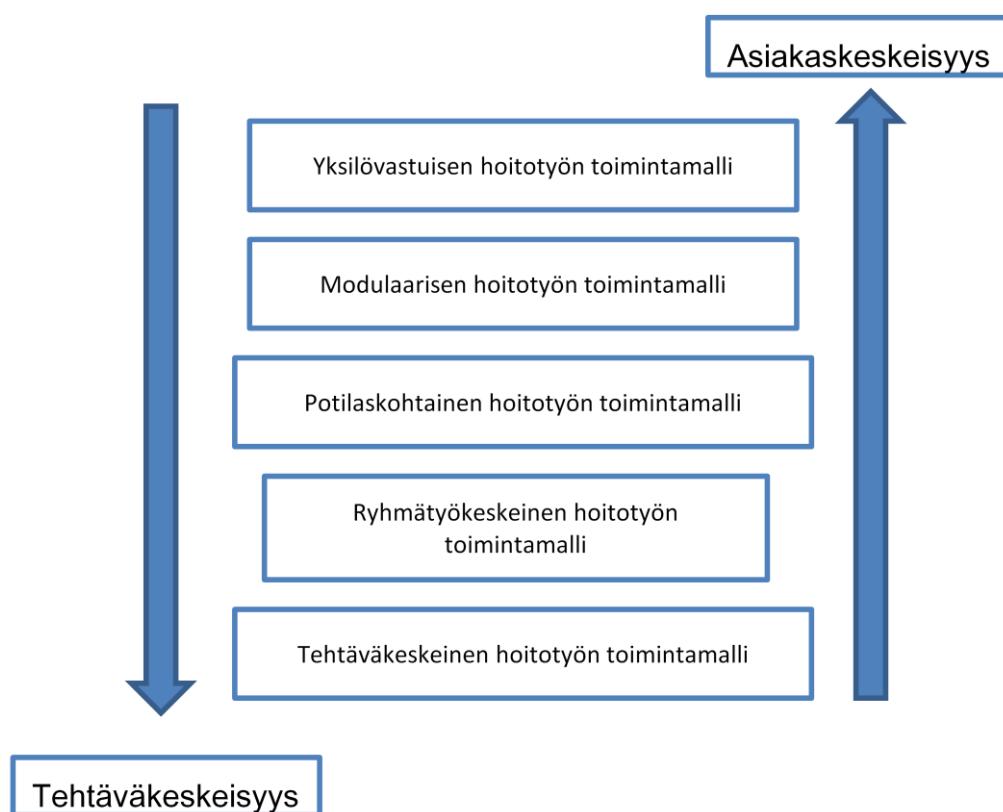 Asiakaskeskeisyys
Yksilövastuisen hoitotyön toimintamalli
Modulaarisen hoitotyön toimintamalli
Potilaskohtainen hoitotyön toimintamalli
Ryhmätyökeskeinen hoitotyön
toimintamalli
Tehtäväkeskeinen hoitotyön toimintamalli
Tehtäväkeskeisyys